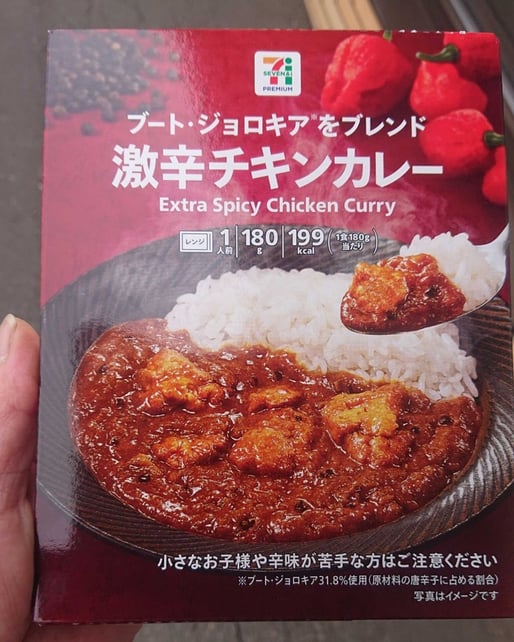 SEVEN&i
PREMIUM
ブート・ジョロキア※をブレンド
激辛チキンカレー
Extra Spicy Chicken Curry
レンジ 1人前 180g 199kcal (1食180g当たり)
小さなお子様や辛味が苦手な方はご注意ください
※ブート・ジョロキア31.8%使用(原材料の唐辛子に占める割合)
写真はイメージです